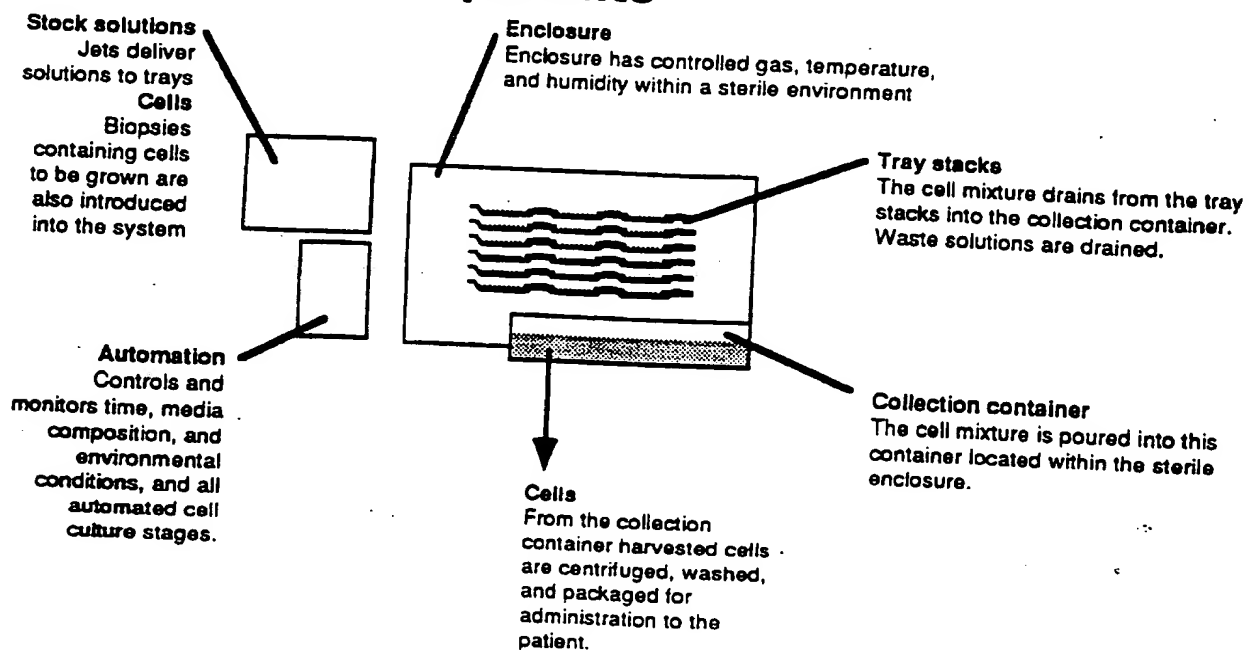 Stock solutions
Jets deliver
solutions to trays
Cells
Biopsies
containing cells
to be grown are
also introduced
into the system
Enclosure
Enclosure has controlled gas, temperature,
and humidity within a sterile environment
Tray stacks
The cell mixture drains from the tray
stacks into the collection container.
Waste solutions are drained.
Automation
Controls and
monitors time, media
composition, and
environmental
conditions, and all
automated cell
culture stages.
Collection container
The cell mixture is poured into this
container located within the sterile
enclosure.
Cells
From the collection
container harvested cells
are centrifuged, washed,
and packaged for
administration to the
patient.